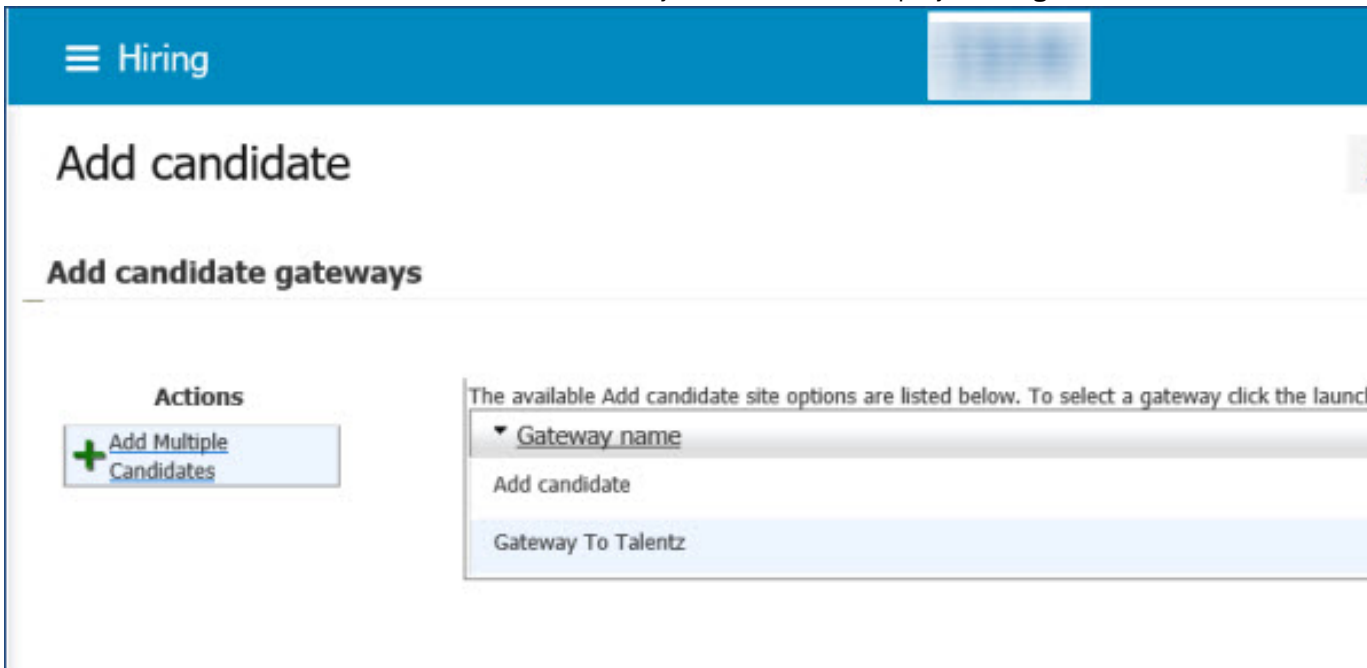 Hiring
Add candidate
Add candidate gateways
Actions
Add Multiple
Candidates
The available Add candidate site options are listed below. To select a gateway click the
Gateway name
Add candidate
Gateway To Talentz